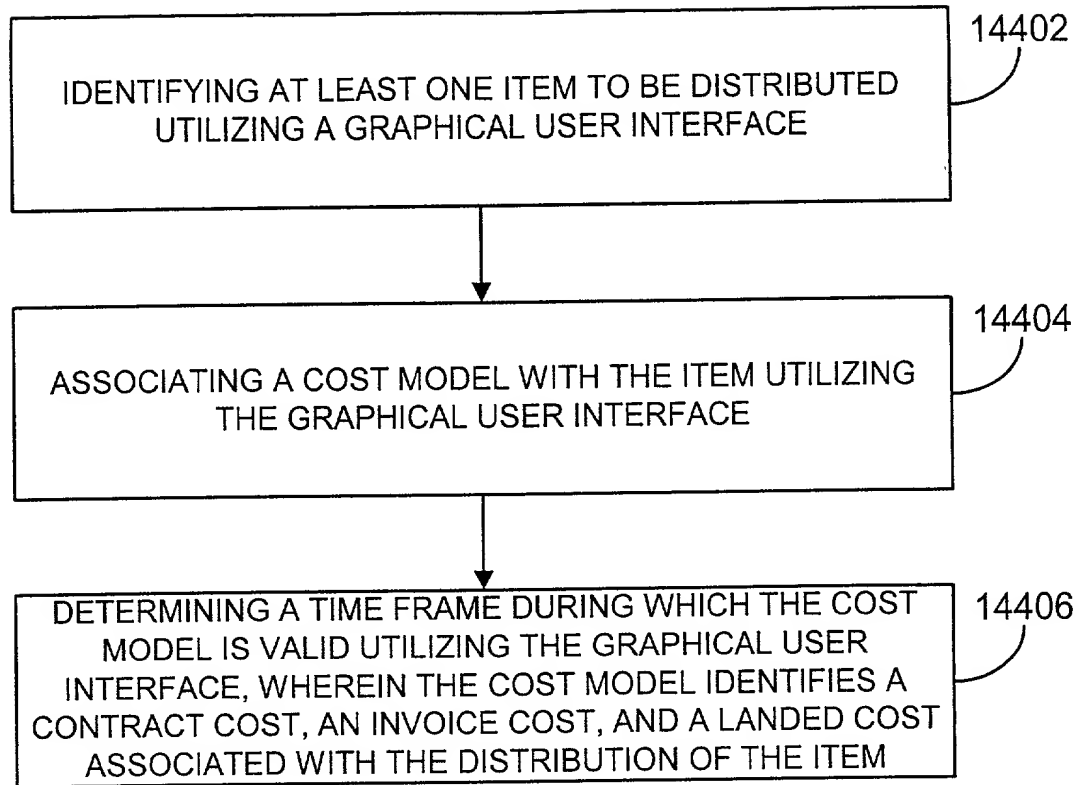 14402
IDENTIFYING AT LEAST ONE ITEM TO BE DISTRIBUTED
UTILIZING A GRAPHICAL USER INTERFACE
14404
ASSOCIATING A COST MODEL WITH THE ITEM UTILIZING
THE GRAPHICAL USER INTERFACE
14406
DETERMINING A TIME FRAME DURING WHICH THE COST
MODEL IS VALID UTILIZING THE GRAPHICAL USER
INTERFACE, WHEREIN THE COST MODEL IDENTIFIES A
CONTRACT COST, AN INVOICE COST, AND A LANDED COST
ASSOCIATED WITH THE DISTRIBUTION OF THE ITEM